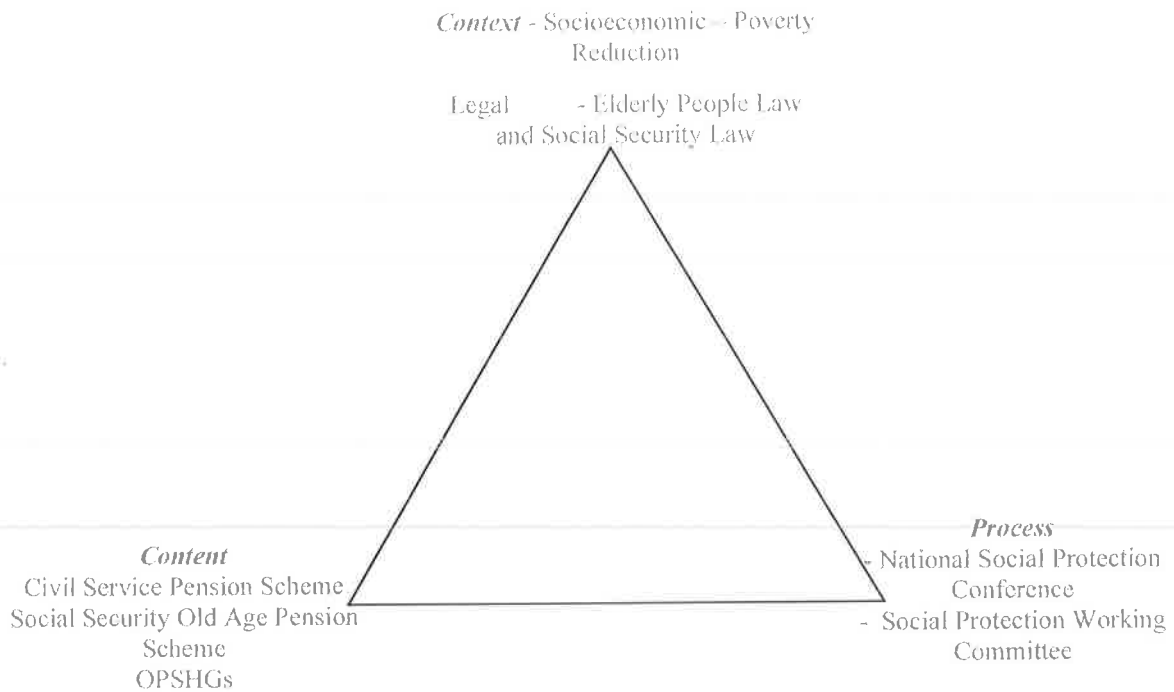 Context - Socioeconomic – Poverty
Reduction
Legal - Elderly People Law
and Social Security Law
Content
Civil Service Pension Scheme
Social Security Old Age Pension
Scheme
OPSHGs
Process
- National Social Protection
Conference
- Social Protection Working
Committee